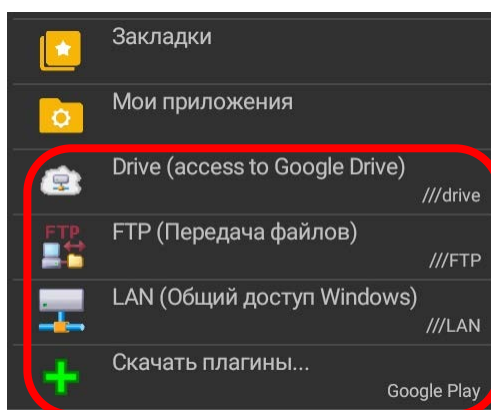 Закладки
Мои приложения
Drive (access to Google Drive)
///drive
FTP
FTP (Передача файлов)
///FTP
LAN (Общий доступ Windows)
///LAN
Скачать плагины...
Google Play